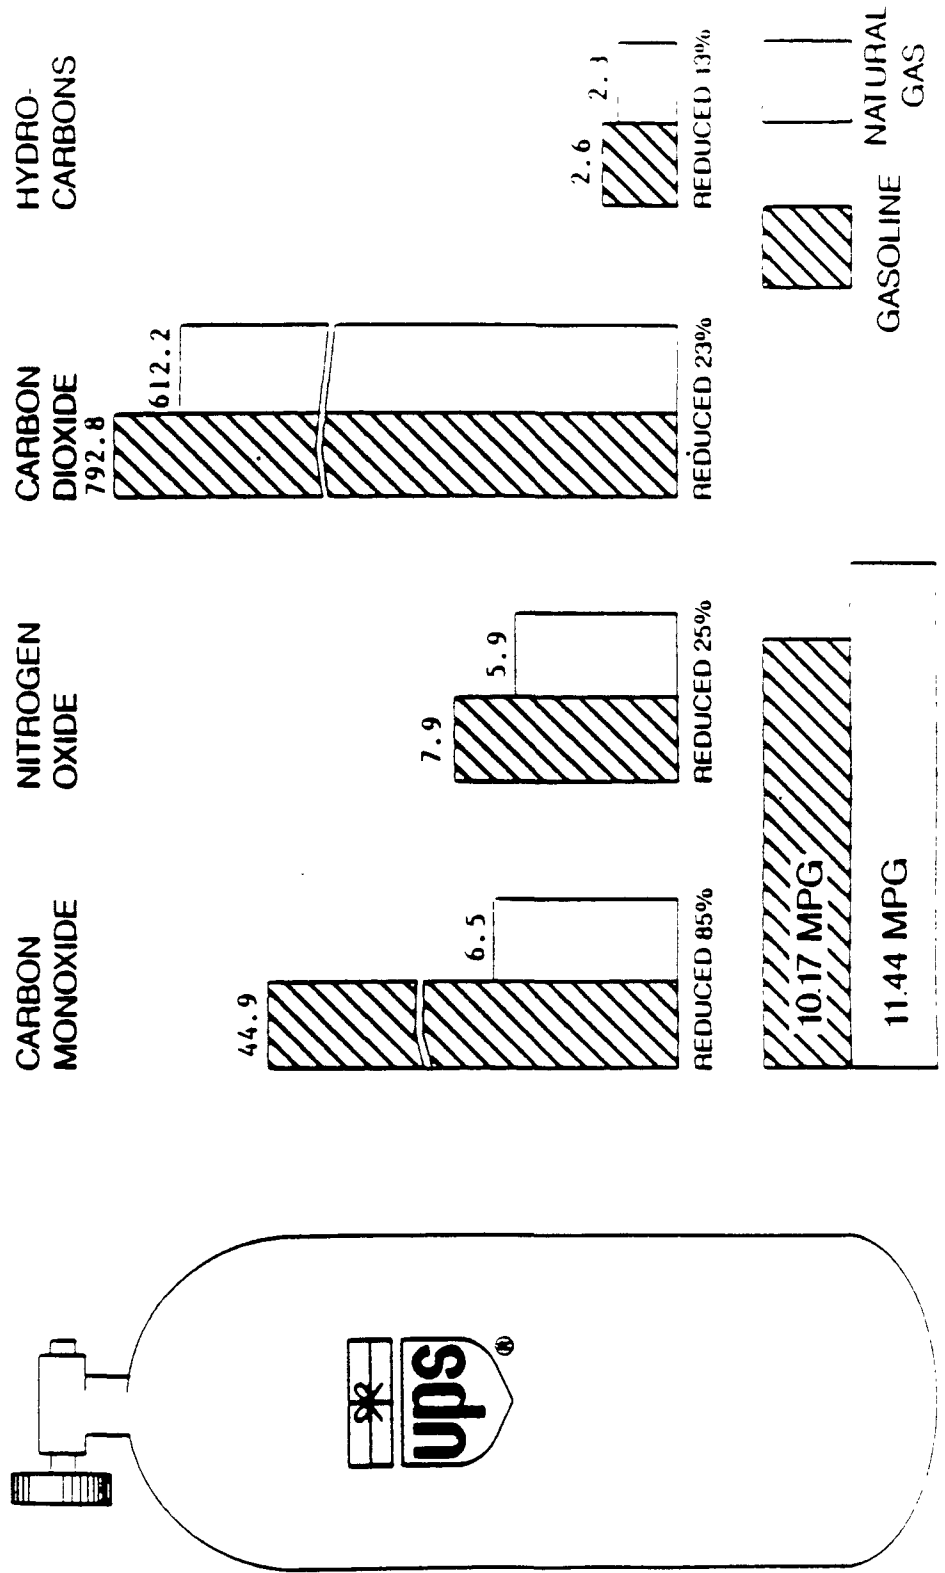 CARBON
MONOXIDE
NITROGEN
OXIDE
CARBON
DIOXIDE
HYDRO-
CARBONS
44.9
6.5
7.9
5.9
792.8
612.2
2.6
2.3
REDUCED 85%
REDUCED 25%
REDUCED 23%
REDUCED 13%
ups
®
10.17 MPG
11.44 MPG
GASOLINE
NATURAL
GAS